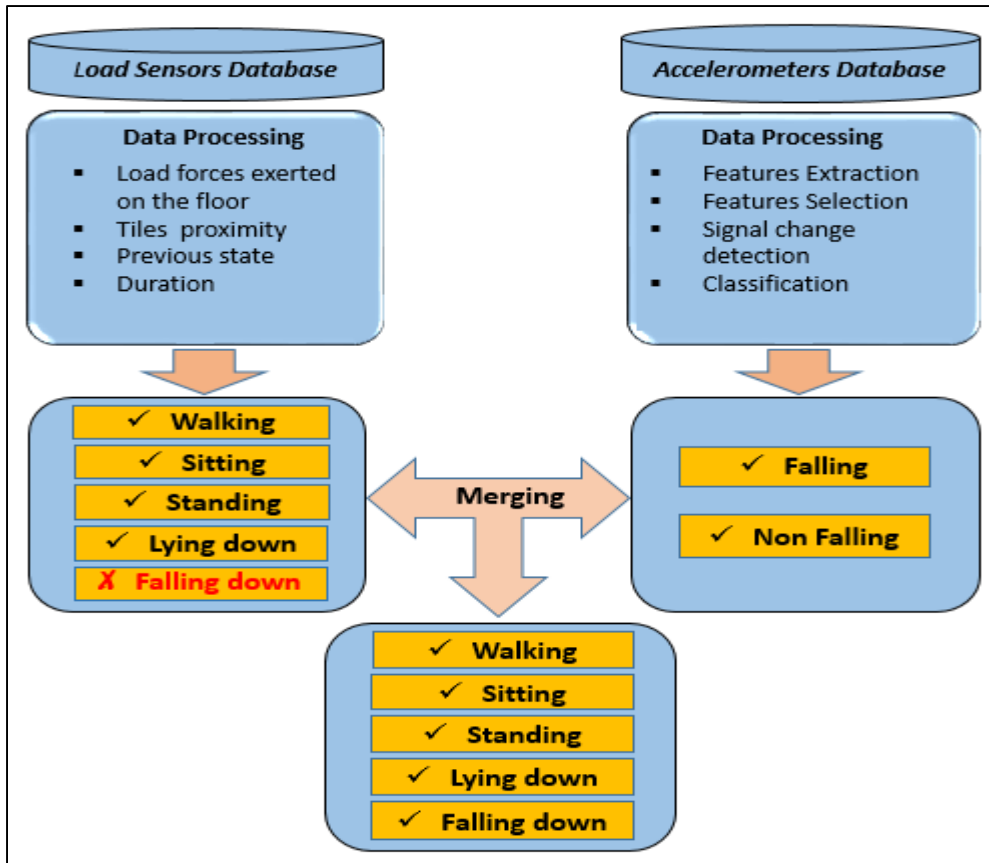 Load Sensors Database
Data Processing
▪ Load forces exerted
on the floor
▪ Tiles proximity
▪ Previous state
▪ Duration
Accelerometers Database
Data Processing
▪ Features Extraction
▪ Features Selection
▪ Signal change
detection
▪ Classification
✓ Walking
✓ Sitting
✓ Standing
✓ Lying down
✗ Falling down
Merging
✓ Falling
✓ Non Falling
✓ Walking
✓ Sitting
✓ Standing
✓ Lying down
✓ Falling down